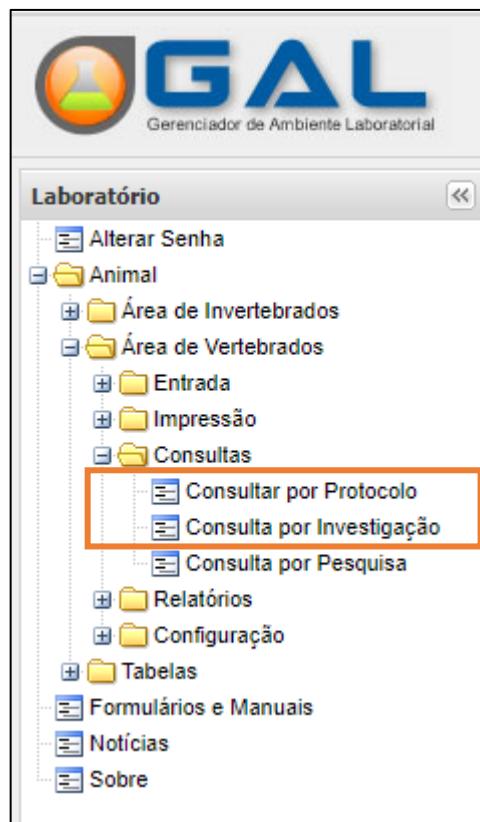 GAL
Gerenciador de Ambiente Laboratorial
Laboratório
Alterar Senha
Animal
Área de Invertebrados
Área de Vertebrados
Entrada
Impressão
Consultas
Consultar por Protocolo
Consulta por Investigação
Consulta por Pesquisa
Relatórios
Configuração
Tabelas
Formulários e Manuais
Notícias
Sobre